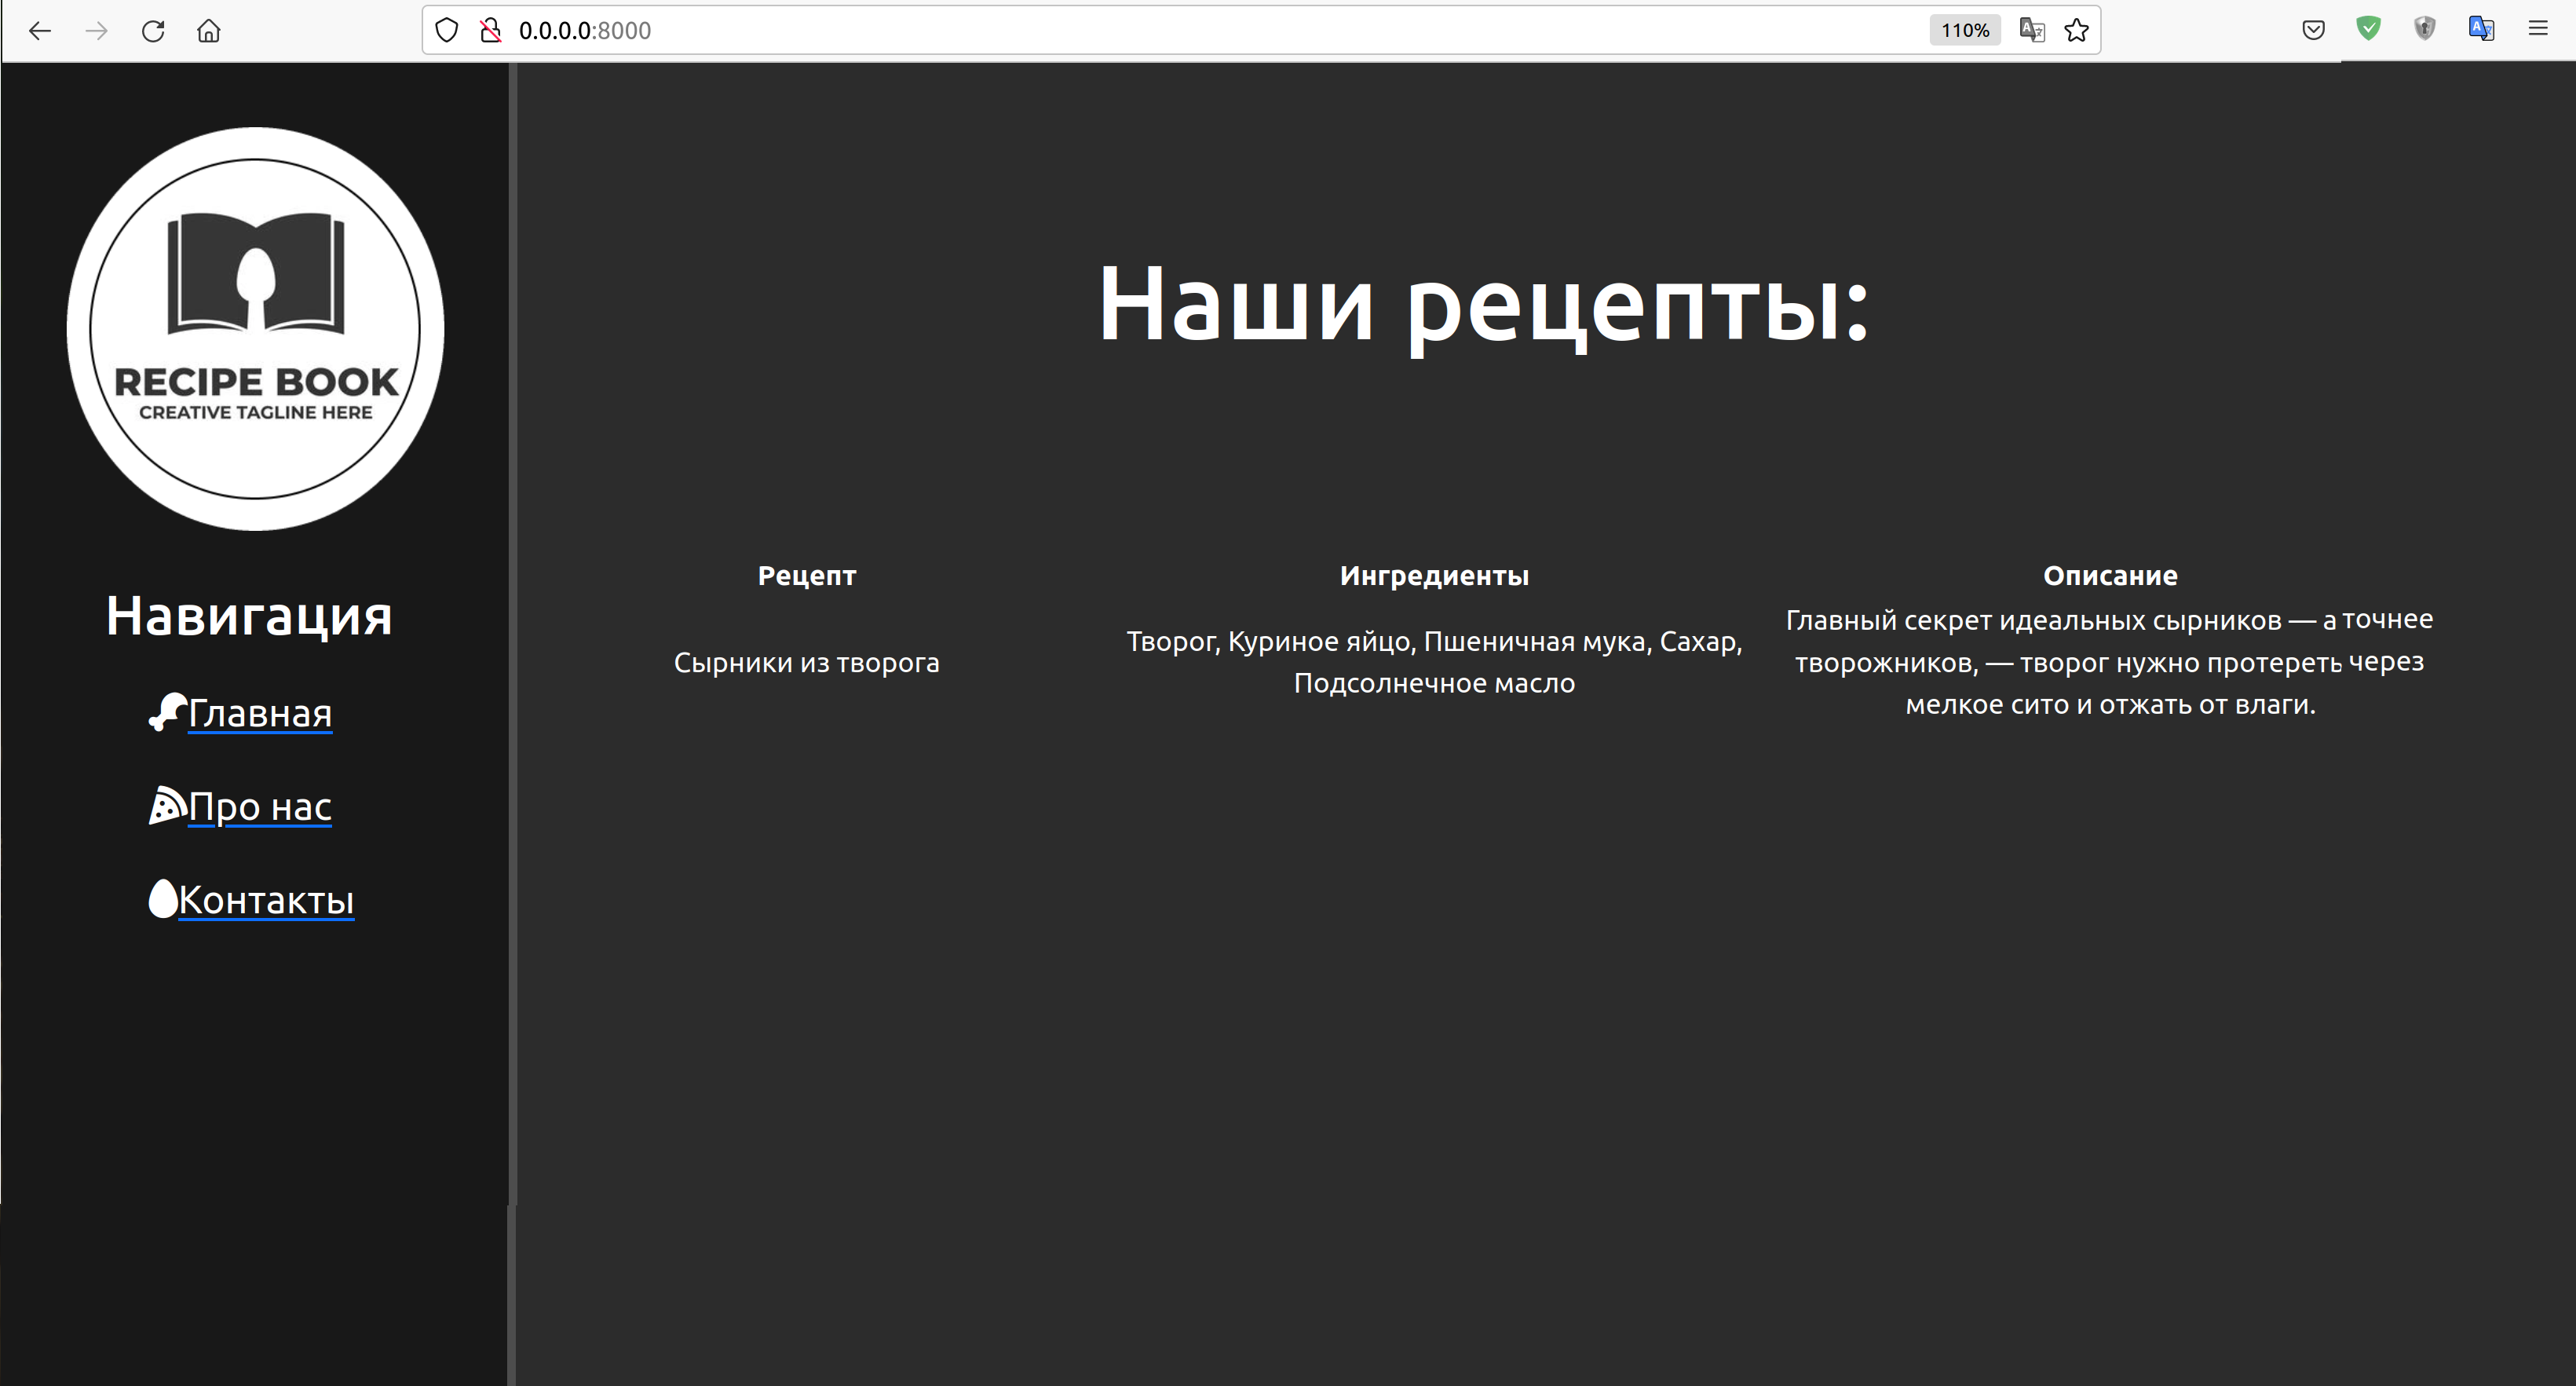 0.0.0.0:8000
110%
RECIPE BOOK
CREATIVE TAGLINE HERE
Навигация
Главная
Про нас
Контакты
Наши рецепты:
Рецепт
Ингредиенты
Описание
Сырники из творога
Творог, Куриное яйцо, Пшеничная мука, Сахар,
Подсолнечное масло
Главный секрет идеальных сырников — а точнее
творожников, — творог нужно протереть через
мелкое сито и отжать от влаги.